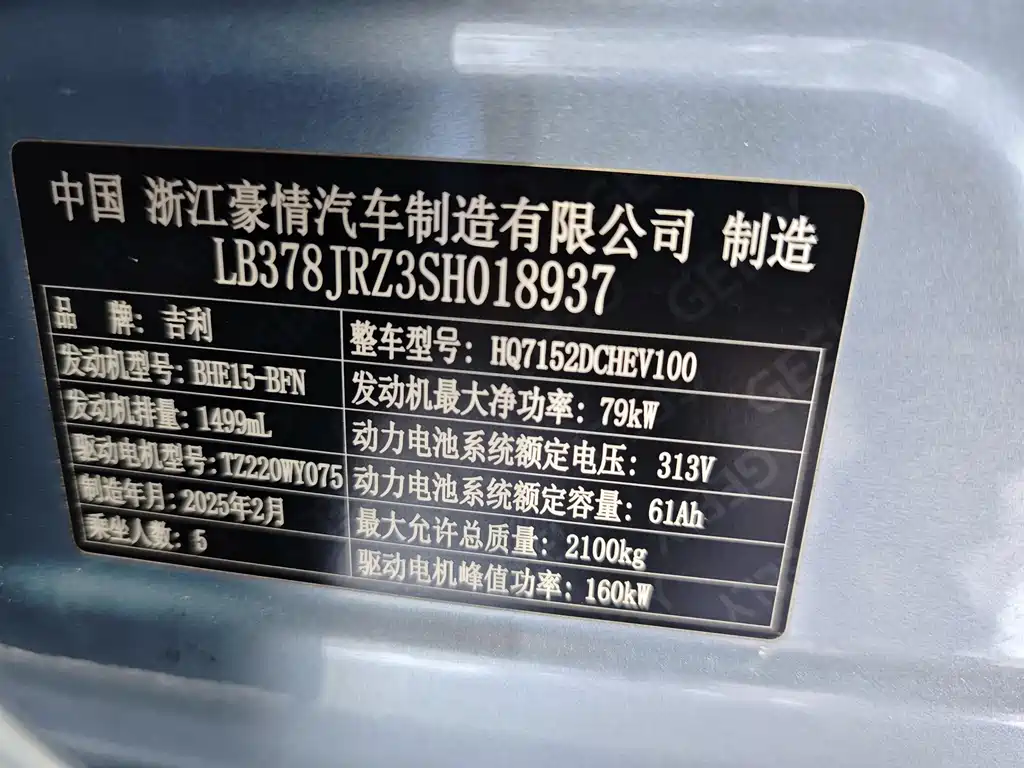 中国 浙江豪情汽车制造有限公司 制造
LB378JRZ3SH018937
品 牌: 吉利
整车型号: HQ7152DCHEV100
发动机型号: BHE15-BFN
发动机最大净功率: 79kW
发动机排量: 1499mL
动力电池系统额定电压: 313V
驱动电机型号: TZ220WY075
动力电池系统额定容量: 61Ah
制造年月: 2025年2月
最大允许总质量: 2100kg
乘坐人数: 5
驱动电机峰值功率: 160kW